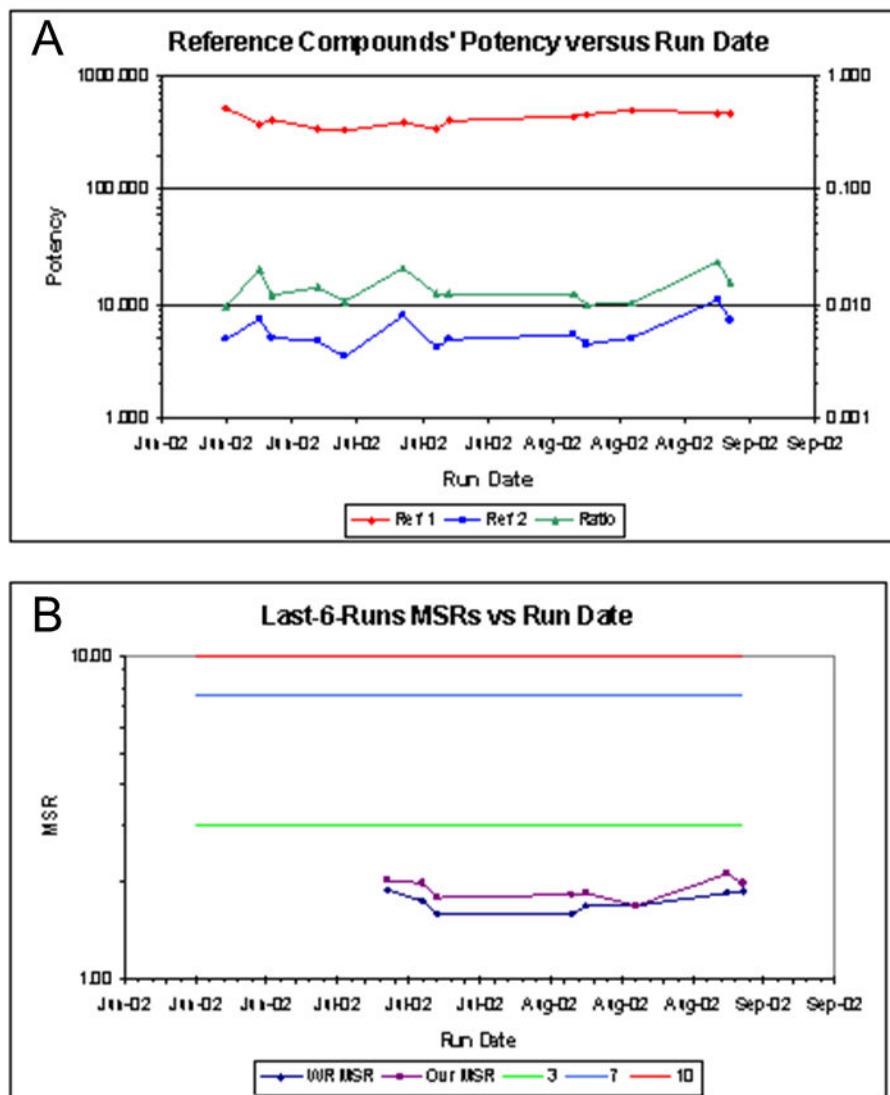 A
Reference Compounds' Potency versus Run Date
1000.000
100.000
10.000
1.000
Potency
1.000
0.100
0.010
0.001
Jun-02 Jun-02 Jun-02 Jul-02 Jul-02 Jul-02 Aug-02 Aug-02 Aug-02 Sep-02 Sep-02
Run Date
Ref 1 Ref 2 Ratio
B
Last-6-Runs MSRs vs Run Date
10.00
1.00
MSR
Jun-02 Jun-02 Jun-02 Jul-02 Jul-02 Jul-02 Aug-02 Aug-02 Aug-02 Sep-02 Sep-02
Run Date
WR MSR Our MSR 3 7 10